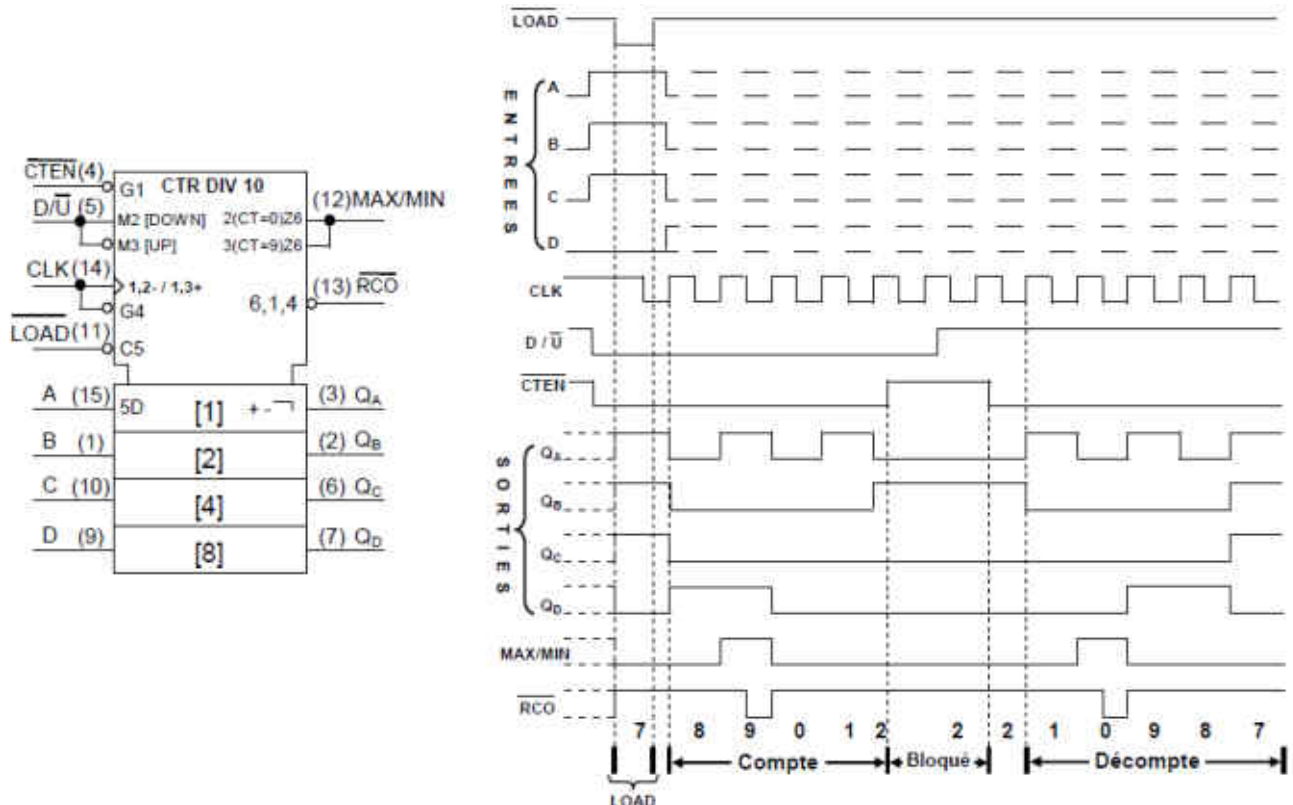 CTEN(4)
G1
CTR DIV 10
(12)MAX/MIN
D/U (5)
M2 [DOWN]
2(CT=0)Z6
M3 [UP]
3(CT=9)Z6
CLK(14)
1,2- / 1,3+
(13) RCO
G4
6,1,4
LOAD(11)
C5
A (15)
5D
[1]
+ -
(3) QA
B (1)
[2]
(2) QB
C (10)
[4]
(6) QC
D (9)
[8]
(7) QD
LOAD
ENTREES
A
B
C
D
CLK
D / U
CTEN
SORTIES
QA
QB
QC
QD
MAX/MIN
RCO
7 8 9 0 1 2 2 2 1 0 9 8 7
Compte
Bloqué
Décompte
LOAD